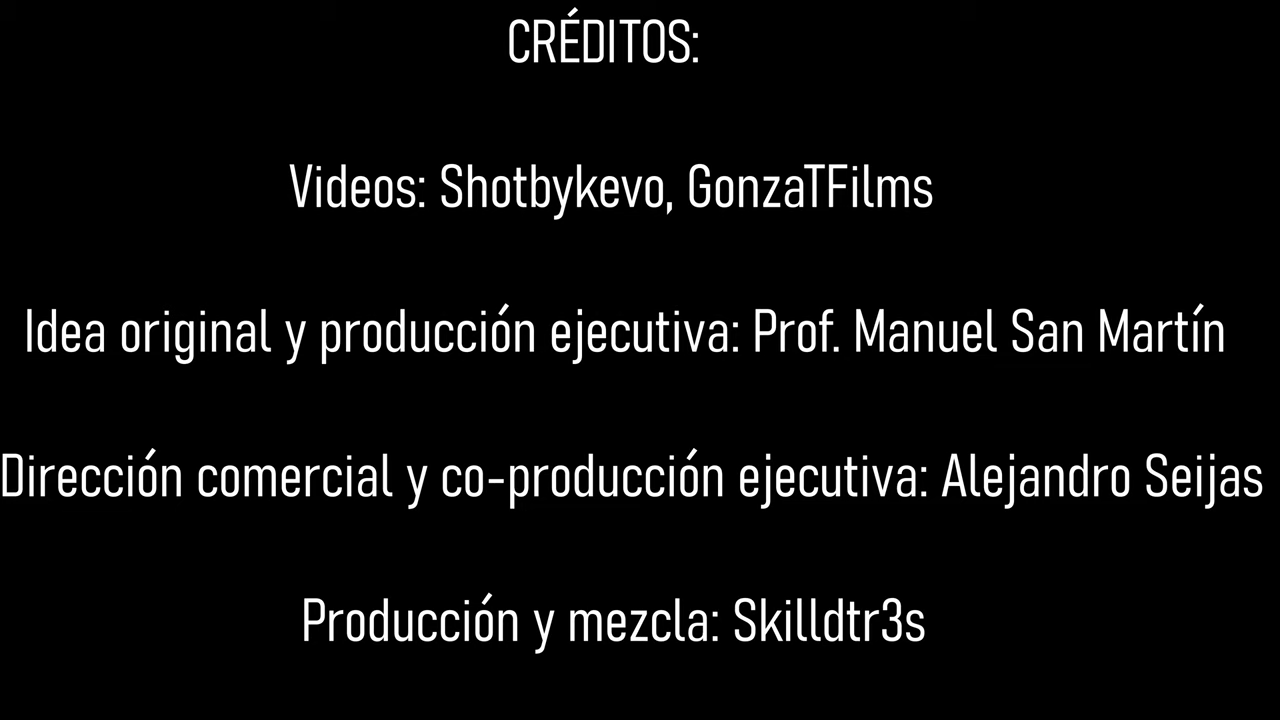 CRÉDITOS:
Videos: Shotbykevo, GonzaTFilms
Idea original y producción ejecutiva: Prof. Manuel San Martín
Dirección comercial y co-producción ejecutiva: Alejandro Seijas
Producción y mezcla: Skilldtr3s